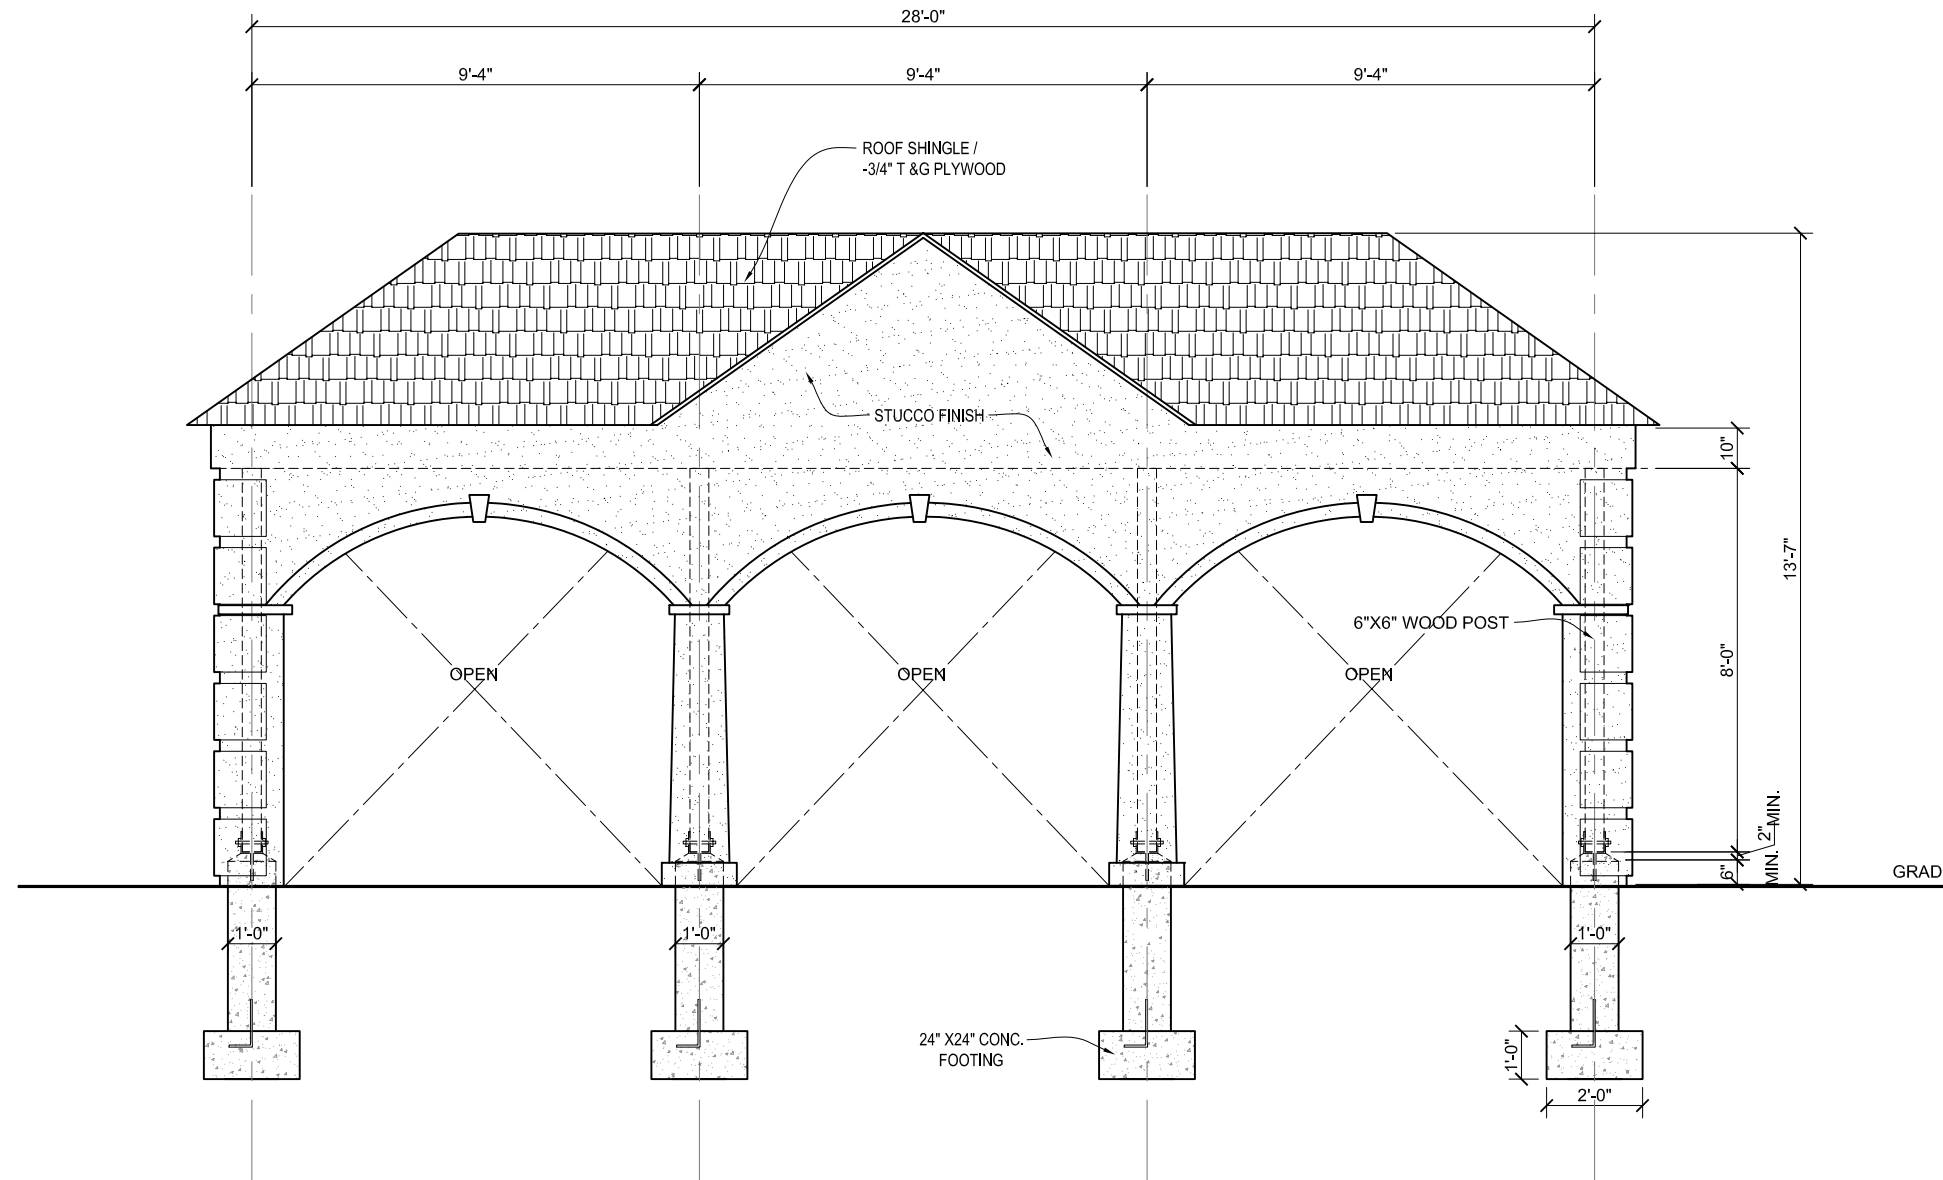 28'-0"
9'-4"
9'-4"
9'-4"
ROOF SHINGLE /
-3/4" T &G PLYWOOD
STUCCO FINISH
10"
13'-7"
6"X6" WOOD POST
8'-0"
OPEN
OPEN
OPEN
2"
MIN.
6"
MIN.
GRAD
1'-0"
1'-0"
1'-0"
24" X24" CONC.
FOOTING
1'-0"
2'-0"